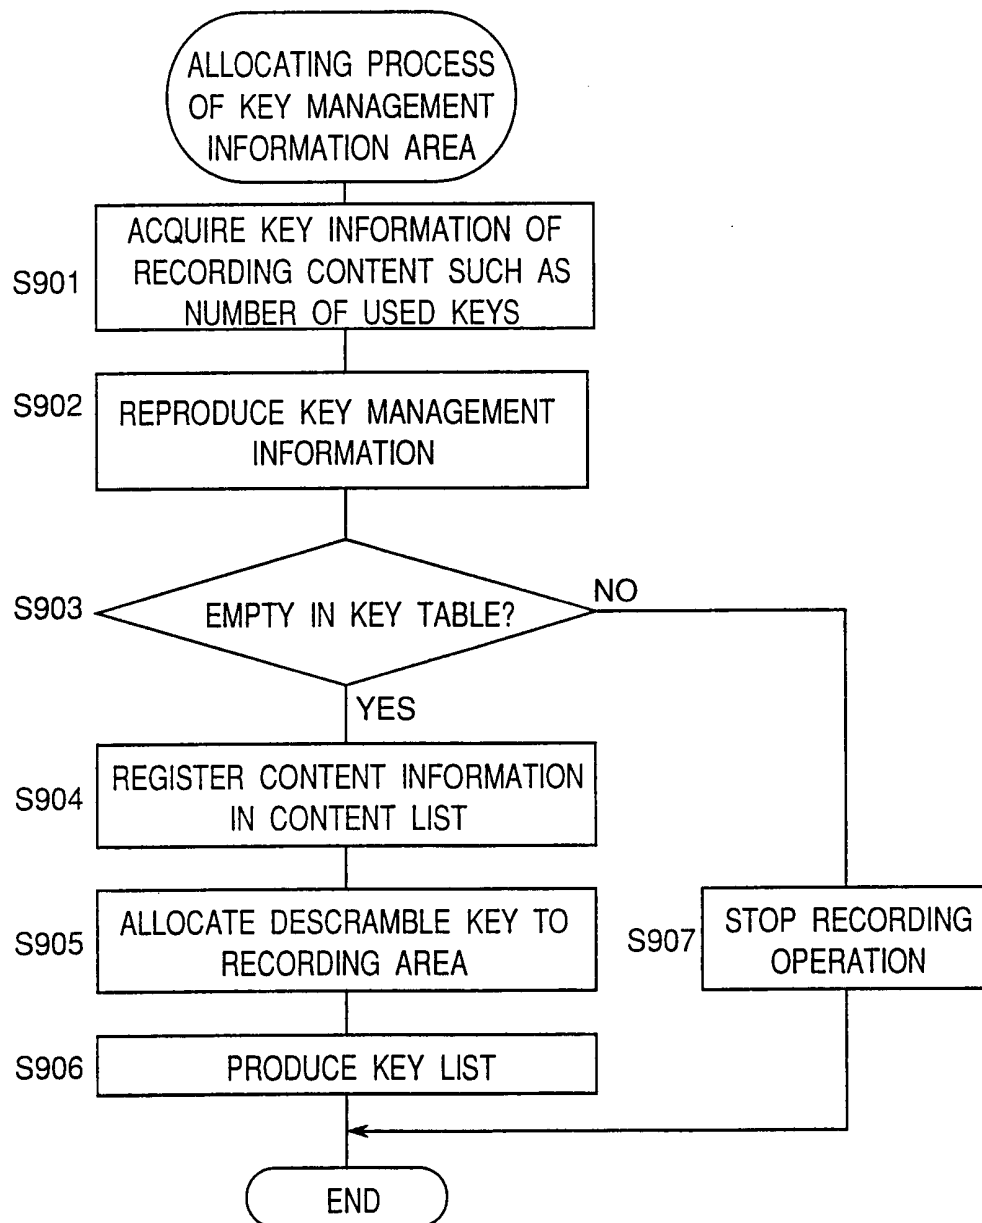 ALLOCATING PROCESS
OF KEY MANAGEMENT
INFORMATION AREA
S901
ACQUIRE KEY INFORMATION OF
RECORDING CONTENT SUCH AS
NUMBER OF USED KEYS
S902
REPRODUCE KEY MANAGEMENT
INFORMATION
S903
EMPTY IN KEY TABLE?
NO
YES
S904
REGISTER CONTENT INFORMATION
IN CONTENT LIST
S905
ALLOCATE DESCRAMBLE KEY TO
RECORDING AREA
S907
STOP RECORDING
OPERATION
S906
PRODUCE KEY LIST
END